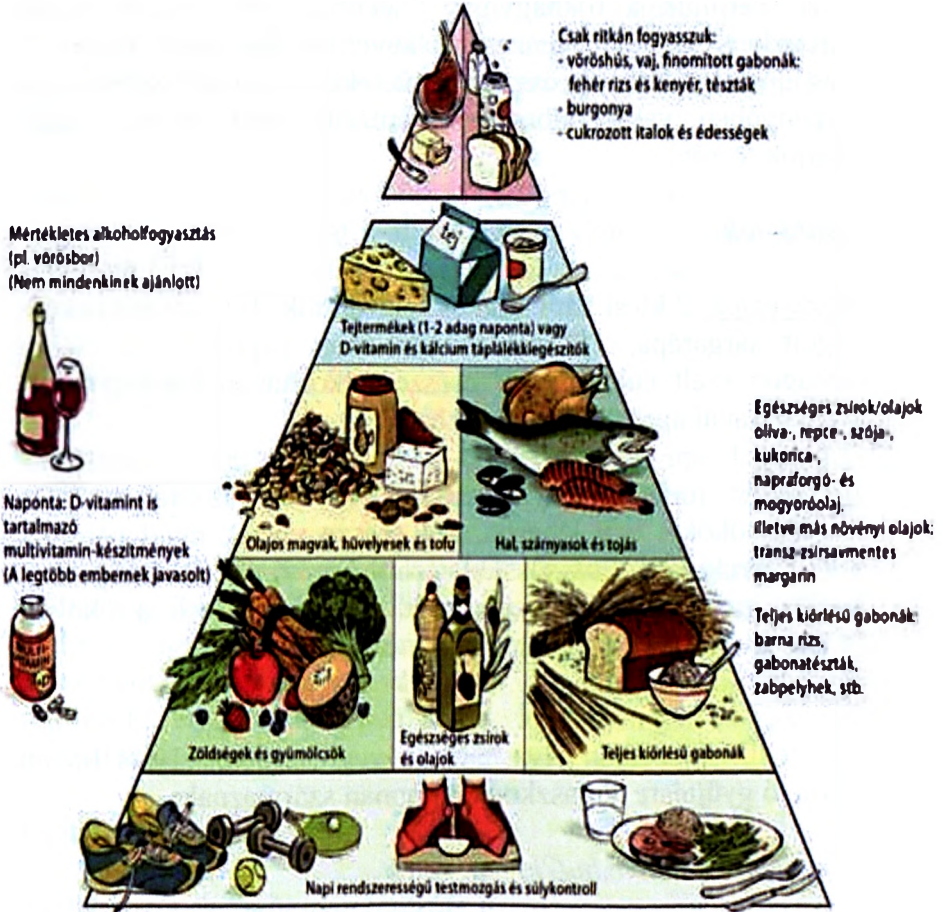 Csak ritkán fogyasszuk:
- vöröshús, vaj, finomított gabonák:
fehér rizs és kenyér, tészták
- burgonya
- cukrozott italok és édességek
Mértékletes alkoholfogyasztás
(pl. vörösbor)
(Nem mindenkinek ajánlott)
tej
Tejtermékek (1-2 adag naponta) vagy
D-vitamin és kálcium táplálékkiegészítők
Egészséges zsírok/olajok
olíva-, repce-, szója-,
kukorica-,
napraforgó- és
mogyoróolaj,
illetve más növényi olajok;
transz-zsírsavmentes
margarin
Naponta: D-vitamint is
tartalmazó
multivitamin-készítmények
(A legtöbb embernek javasolt)
Olajos magvak, hüvelyesek és tofu
Hal, szárnyasok és tojás
MULTI-
VITAMIN
Teljes kiőrlésű gabonák:
barna rizs,
gabonatészták,
zabpelyhek, stb.
Zöldségek és gyümölcsök
Egészséges zsírok
és olajok
Teljes kiőrlésű gabonák
Napi rendszerességű testmozgás és súlykontroll